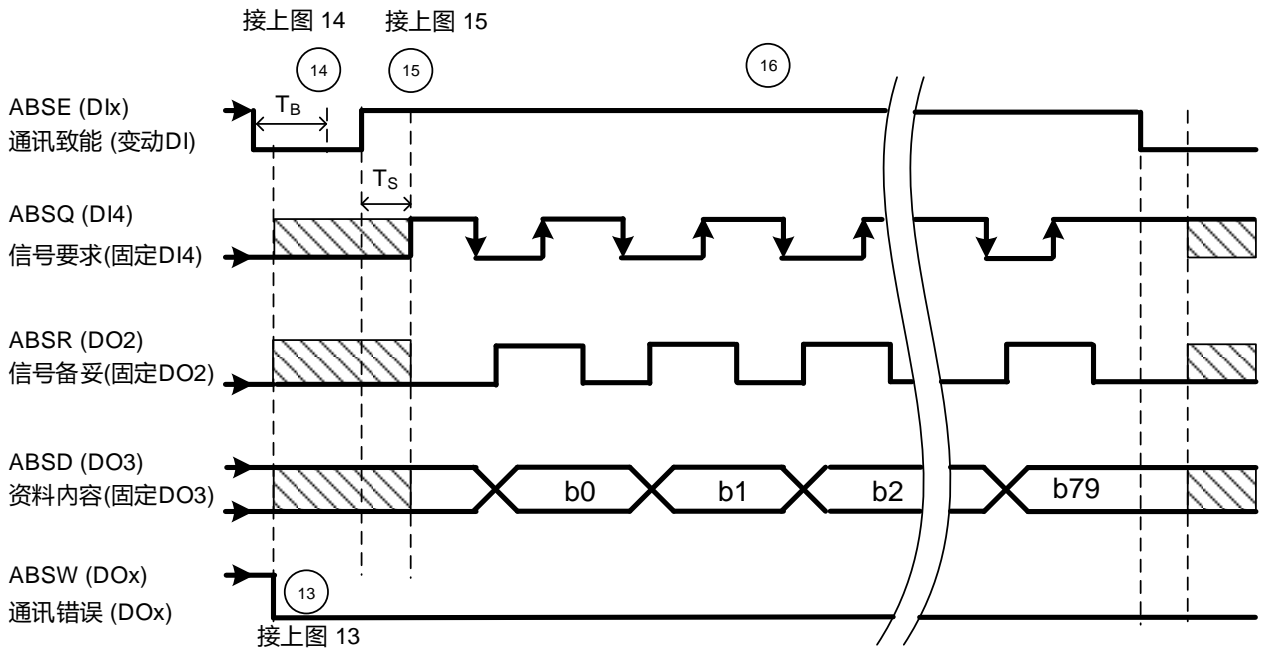 接上图 14
接上图 15
14
15
16
ABSE (DIx)
通讯致能 (变动DI)
TB
TS
ABSQ (DI4)
信号要求(固定DI4)
ABSR (DO2)
信号备妥(固定DO2)
ABSD (DO3)
资料内容(固定DO3)
b0
b1
b2
b79
ABSW (DOx)
通讯错误 (DOx)
13
接上图 13